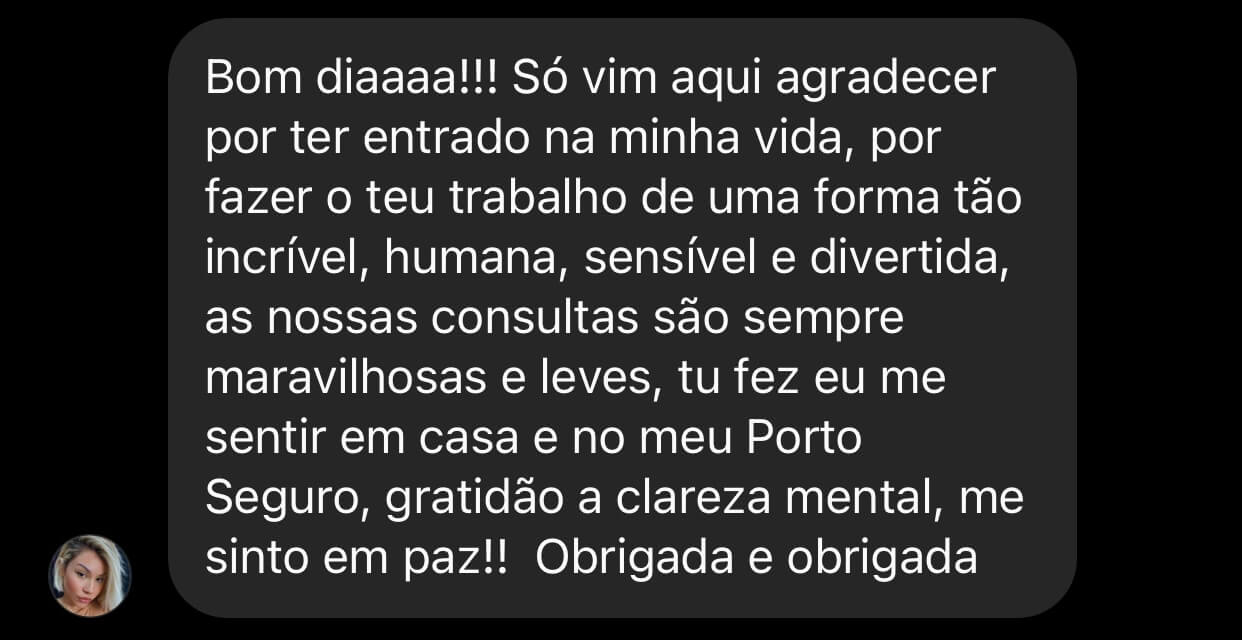 Bom diaaaa!!! Só vim aqui agradecer
por ter entrado na minha vida, por
fazer o teu trabalho de uma forma tão
incrível, humana, sensível e divertida,
as nossas consultas são sempre
maravilhosas e leves, tu fez eu me
sentir em casa e no meu Porto
Seguro, gratidão a clareza mental, me
sinto em paz!!  Obrigada e obrigada